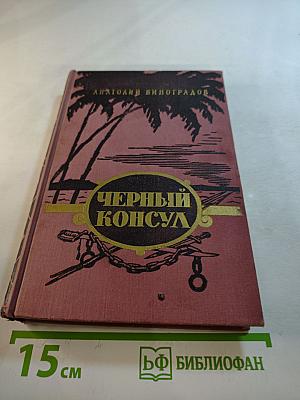 АНАТОЛИЙ ВИНОГРАДОВ
ЧЕРНЫЙ
КОНСУЛ
15 см
БФ БИБЛИОФАН